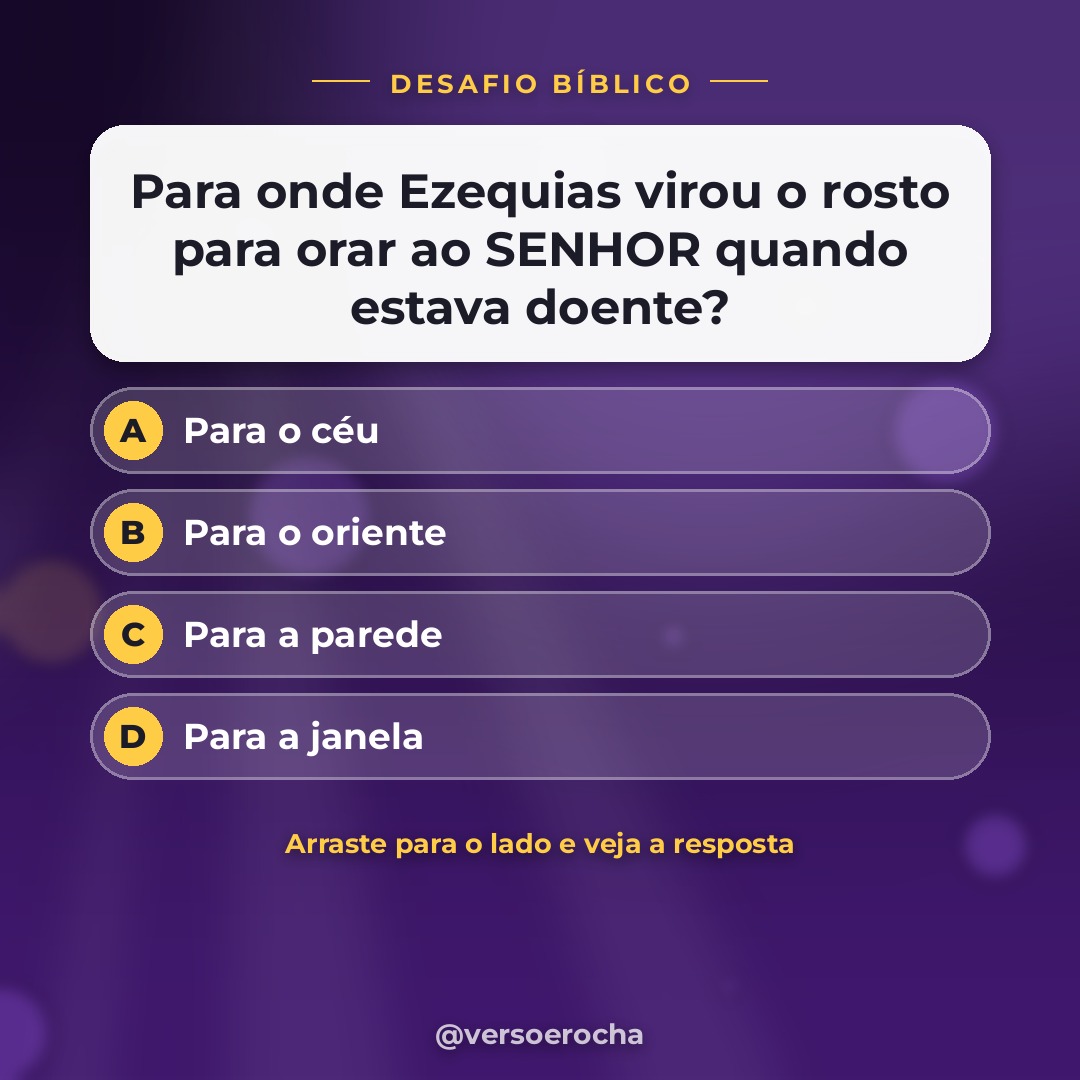 DESAFIO BÍBLICO
Para onde Ezequias virou o rosto
para orar ao SENHOR quando
estava doente?
A Para o céu
B Para o oriente
C Para a parede
D Para a janela
Arraste para o lado e veja a resposta
@versoerocha